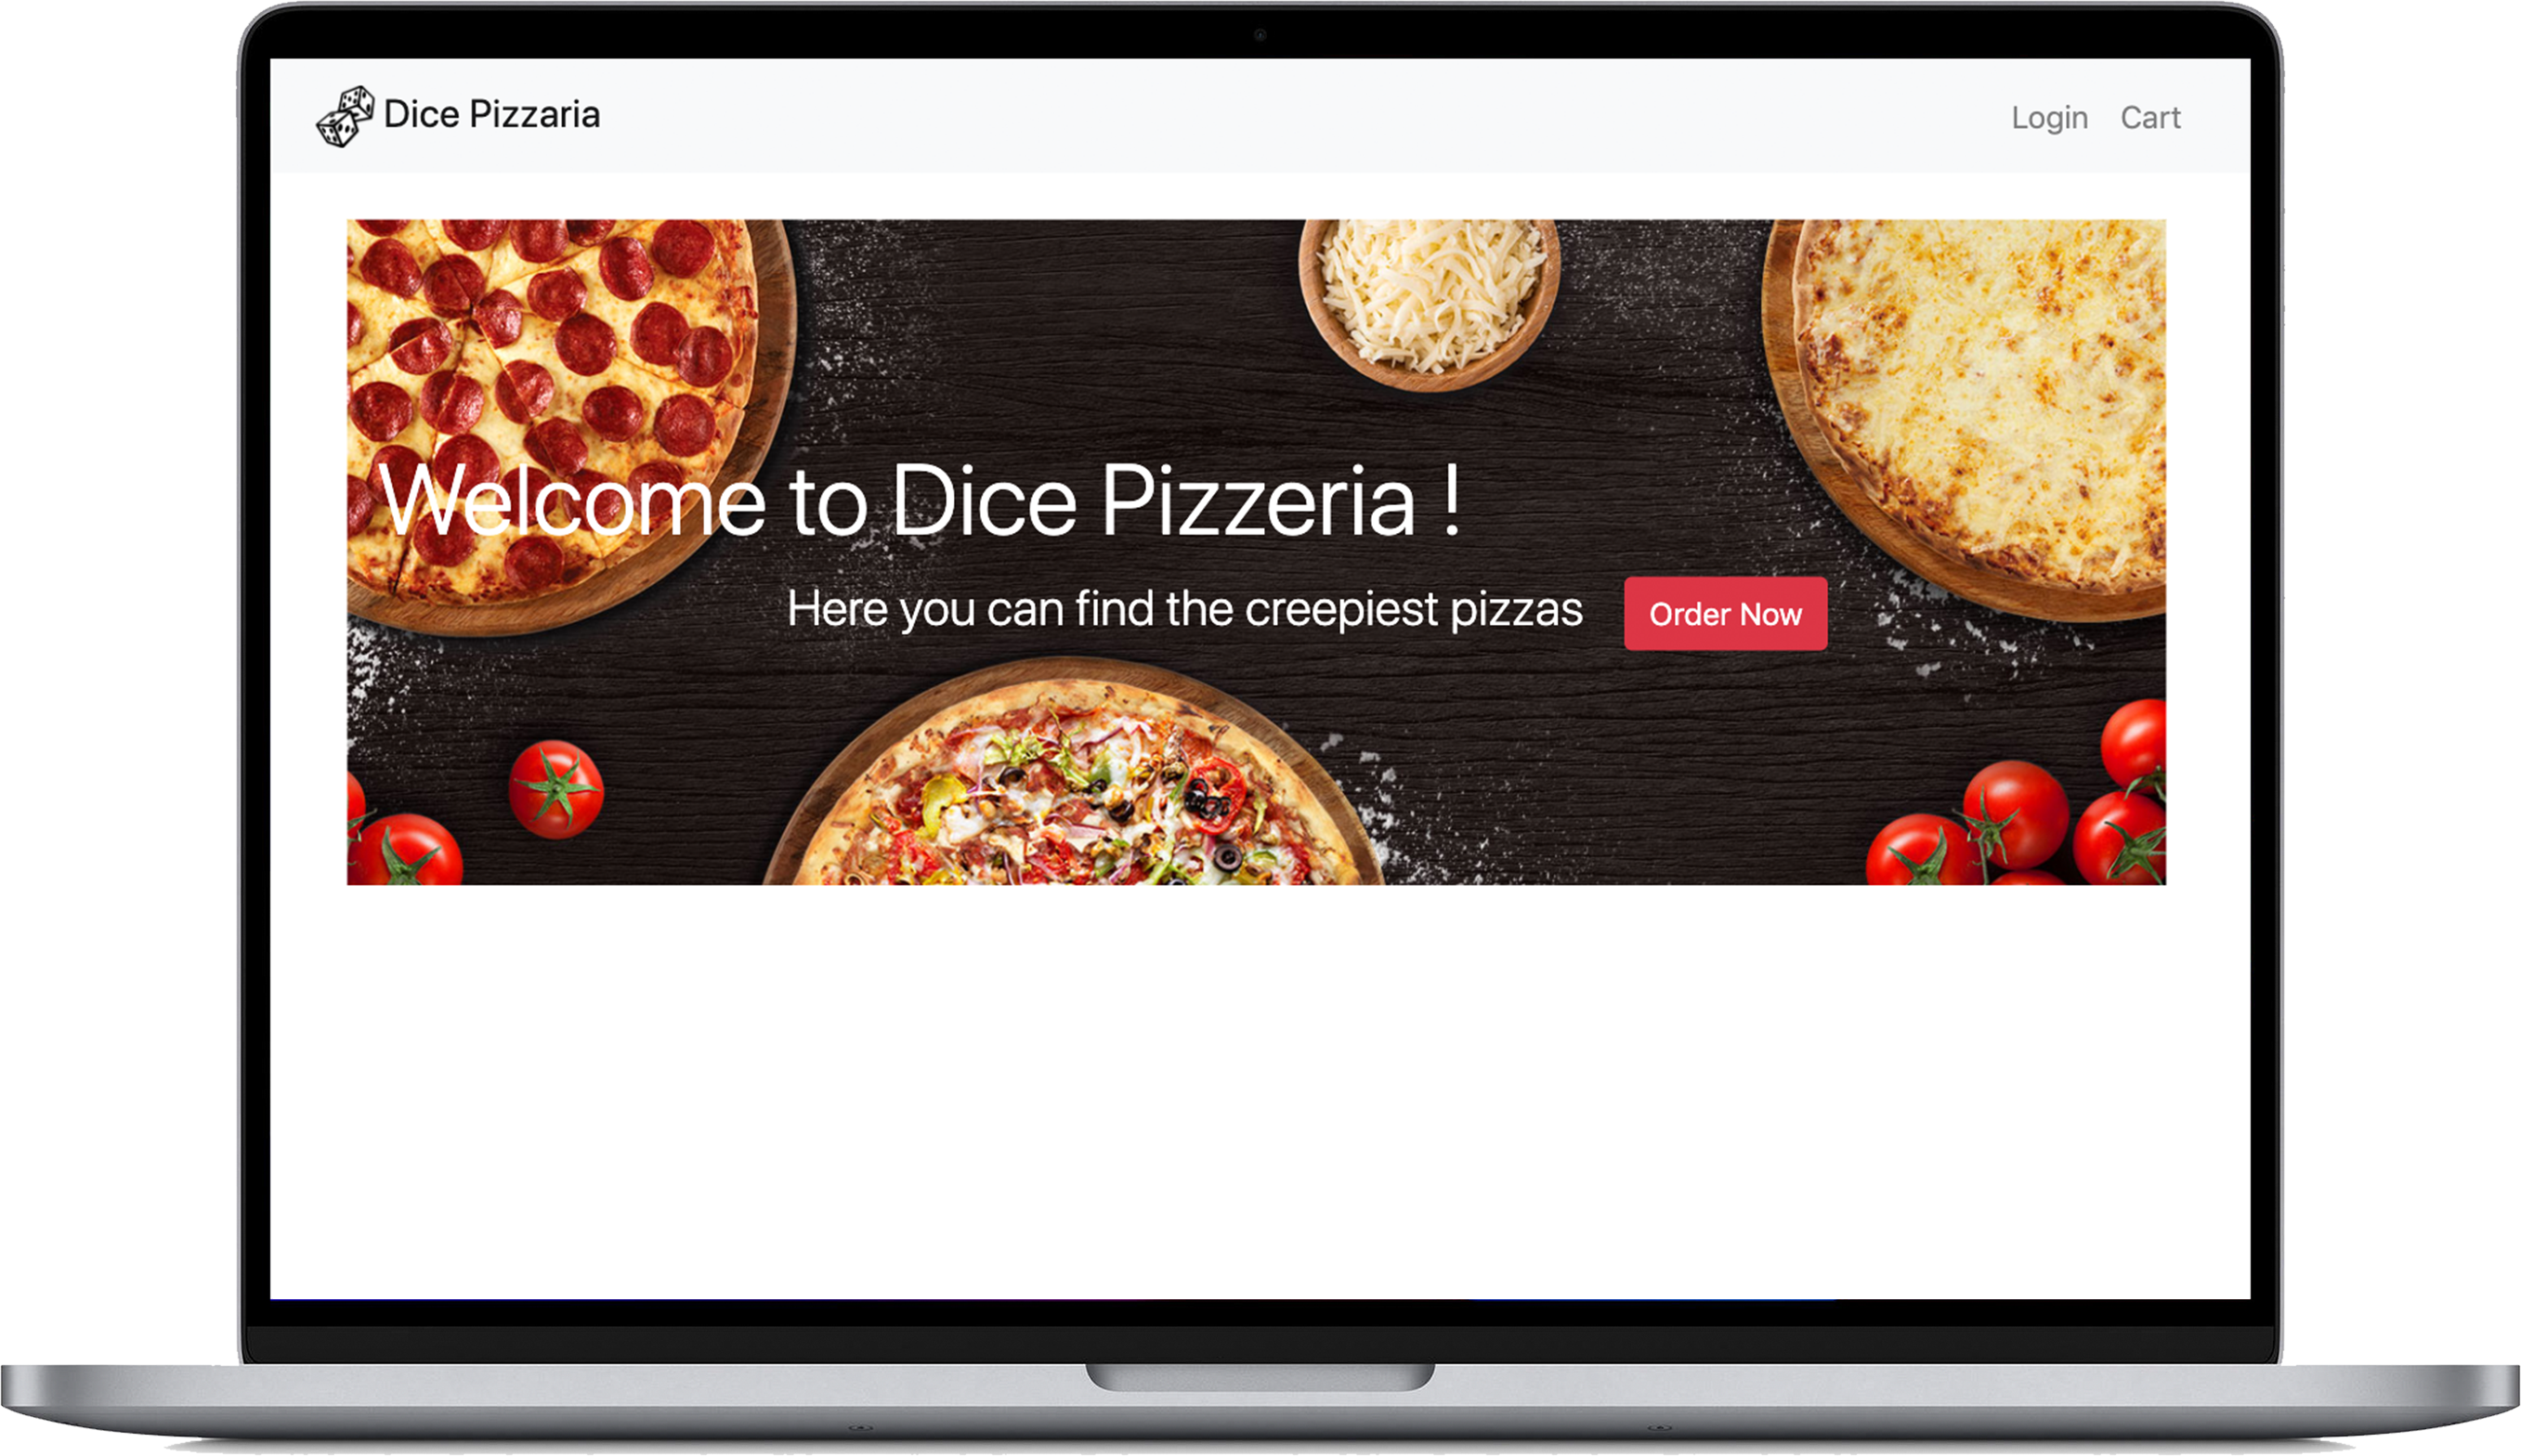 Dice Pizzaria
Login Cart
Welcome to Dice Pizzeria !
Here you can find the creepiest pizzas
Order Now